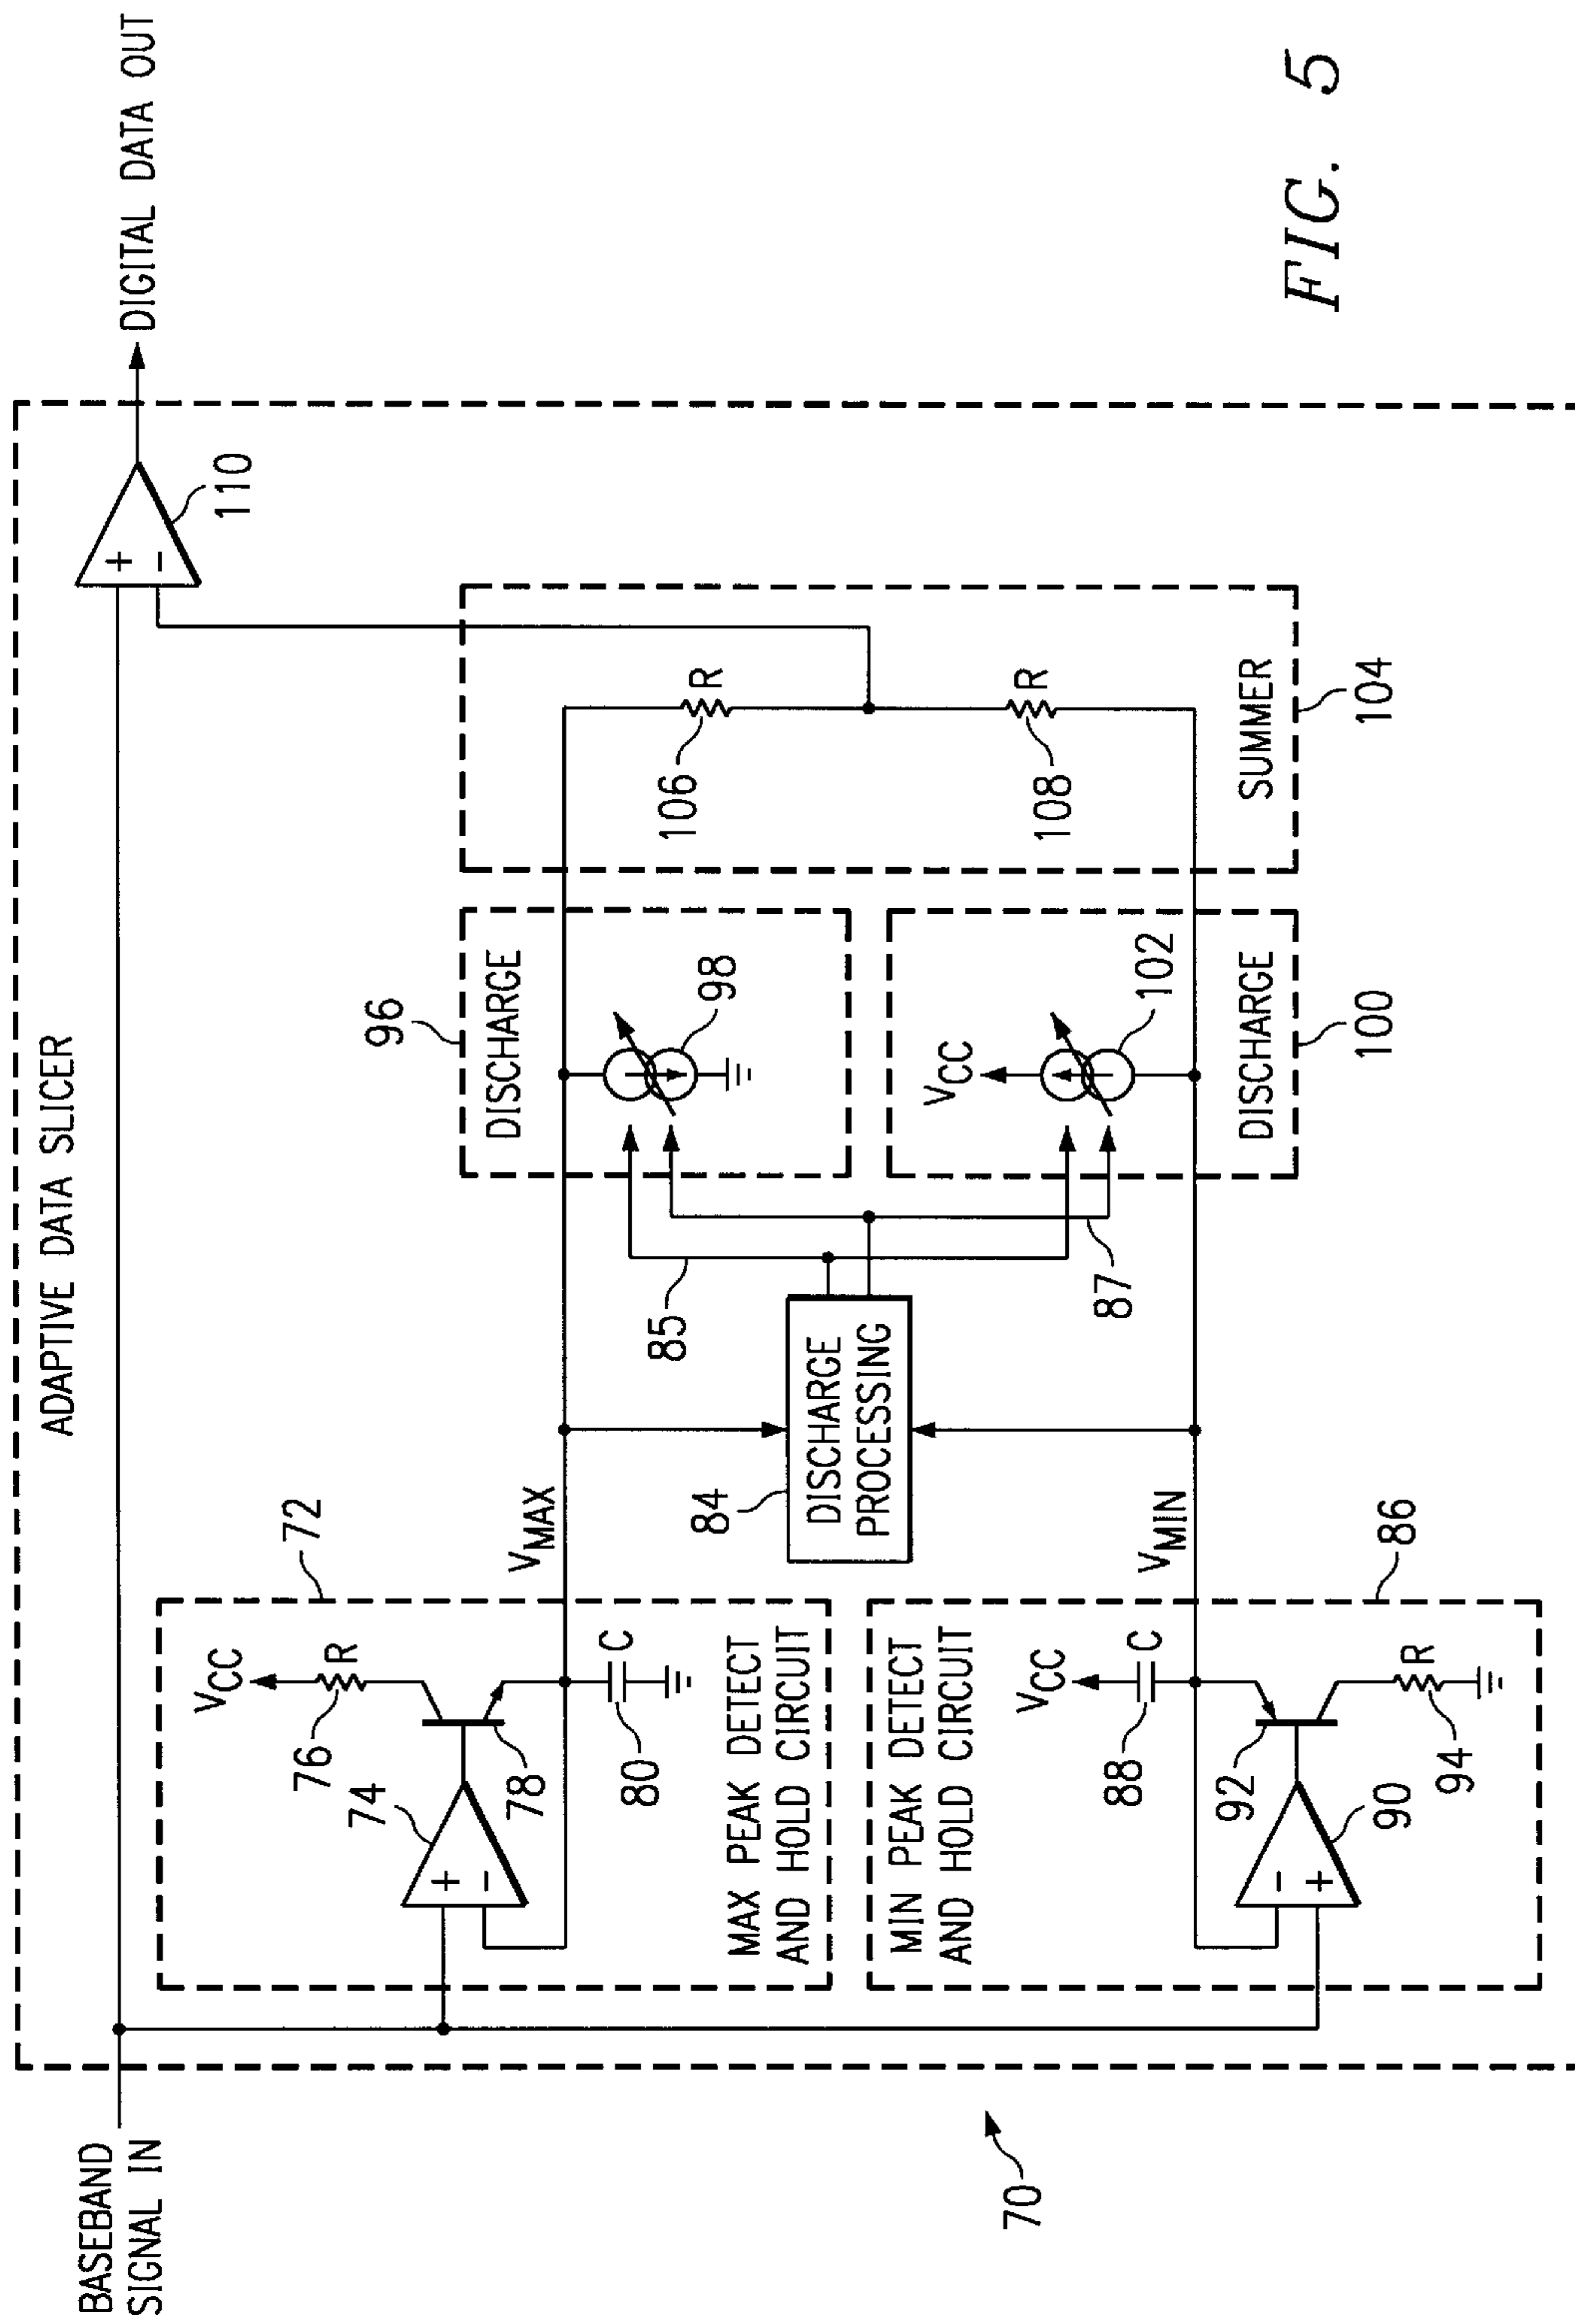 BASEBAND
SIGNAL IN
ADAPTIVE DATA SLICER
DIGITAL DATA OUT
+
−
110
72
VCC
R
76
74
+
−
78
80
C
MAX PEAK DETECT
AND HOLD CIRCUIT
VMAX
84
DISCHARGE
PROCESSING
85
87
96
DISCHARGE
98
VCC
102
DISCHARGE
100
106
R
108
R
SUMMER
104
MIN PEAK DETECT
AND HOLD CIRCUIT
VCC
88
C
VMIN
86
92
−
+
90
R
94
70
FIG. 5